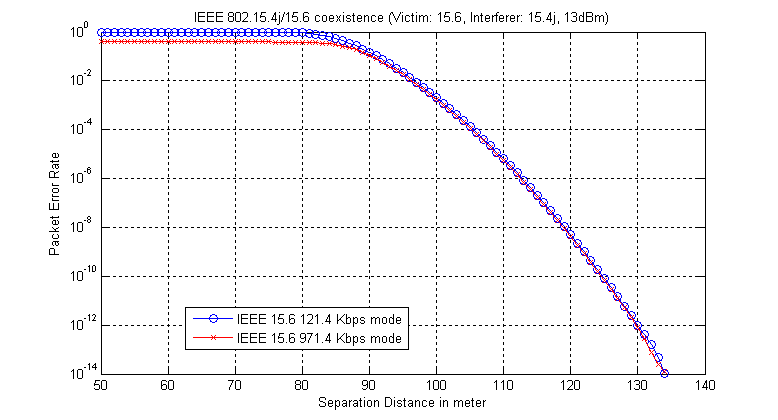 IEEE 802.15.4j/15.6 coexistence (Victim: 15.6, Interferer: 15.4j, 13dBm)
10^0
10^-2
10^-4
10^-6
10^-8
10^-10
10^-12
10^-14
Packet Error Rate
IEEE 15.6 121.4 Kbps mode
IEEE 15.6 971.4 Kbps mode
50 60 70 80 90 100 110 120 130 140
Separation Distance in meter